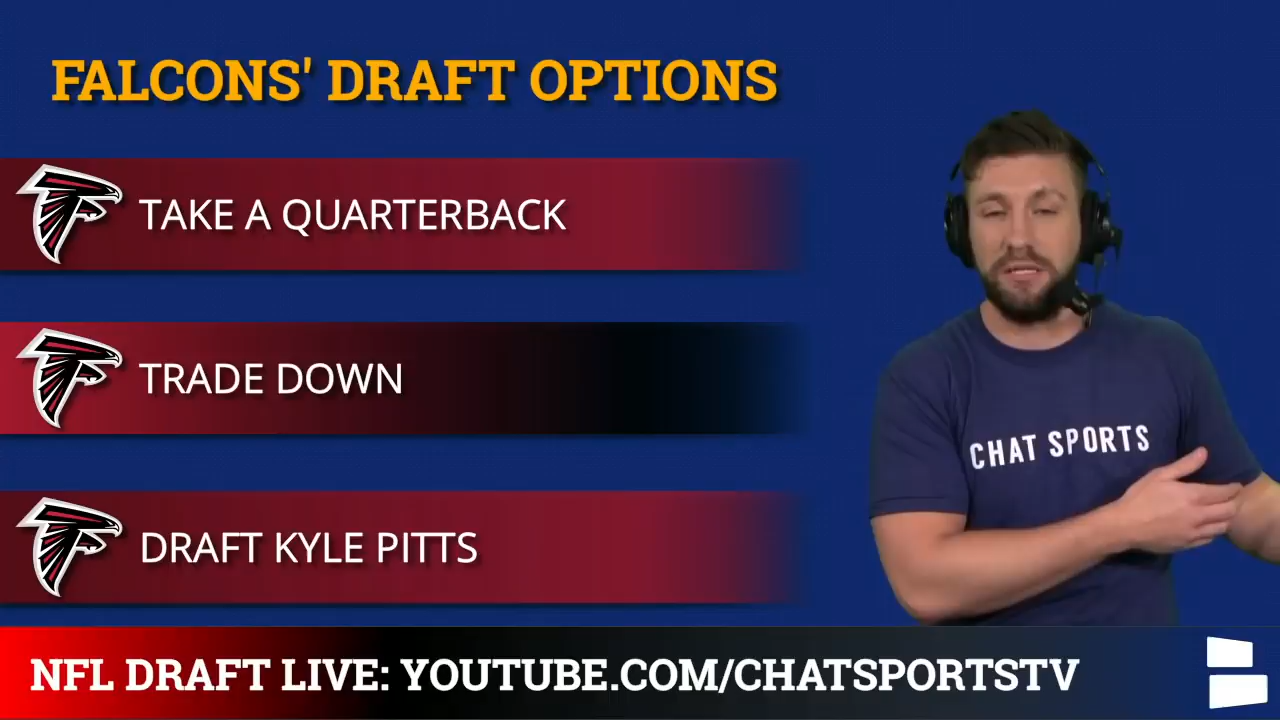 FALCONS' DRAFT OPTIONS
TAKE A QUARTERBACK
TRADE DOWN
DRAFT KYLE PITTS
CHAT SPORTS
NFL DRAFT LIVE: YOUTUBE.COM/CHATSPORTSTV